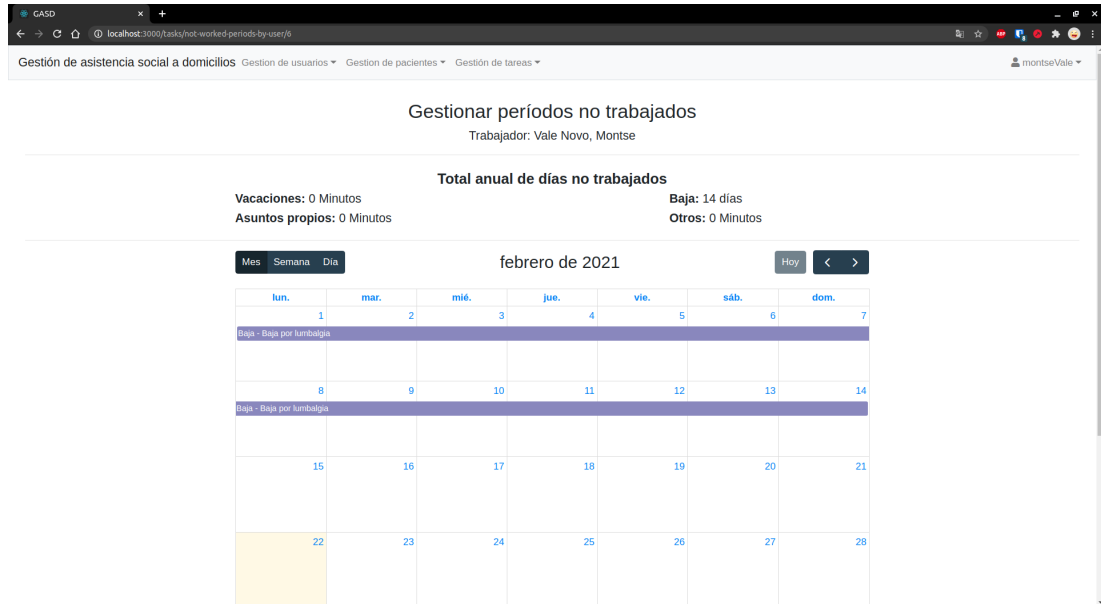 GASD
localhost:3000/tasks/not-worked-periods-by-user/6
Gestión de asistencia social a domicilios Gestion de usuarios Gestion de pacientes Gestión de tareas montseVale
Gestionar períodos no trabajados
Trabajador: Vale Novo, Montse
Total anual de días no trabajados
Vacaciones: 0 Minutos Baja: 14 días
Asuntos propios: 0 Minutos Otros: 0 Minutos
Mes Semana Día febrero de 2021 Hoy
lun. mar. mié. jue. vie. sáb. dom.
1 2 3 4 5 6 7
Baja - Baja por lumbalgia
8 9 10 11 12 13 14
Baja - Baja por lumbalgia
15 16 17 18 19 20 21
22 23 24 25 26 27 28